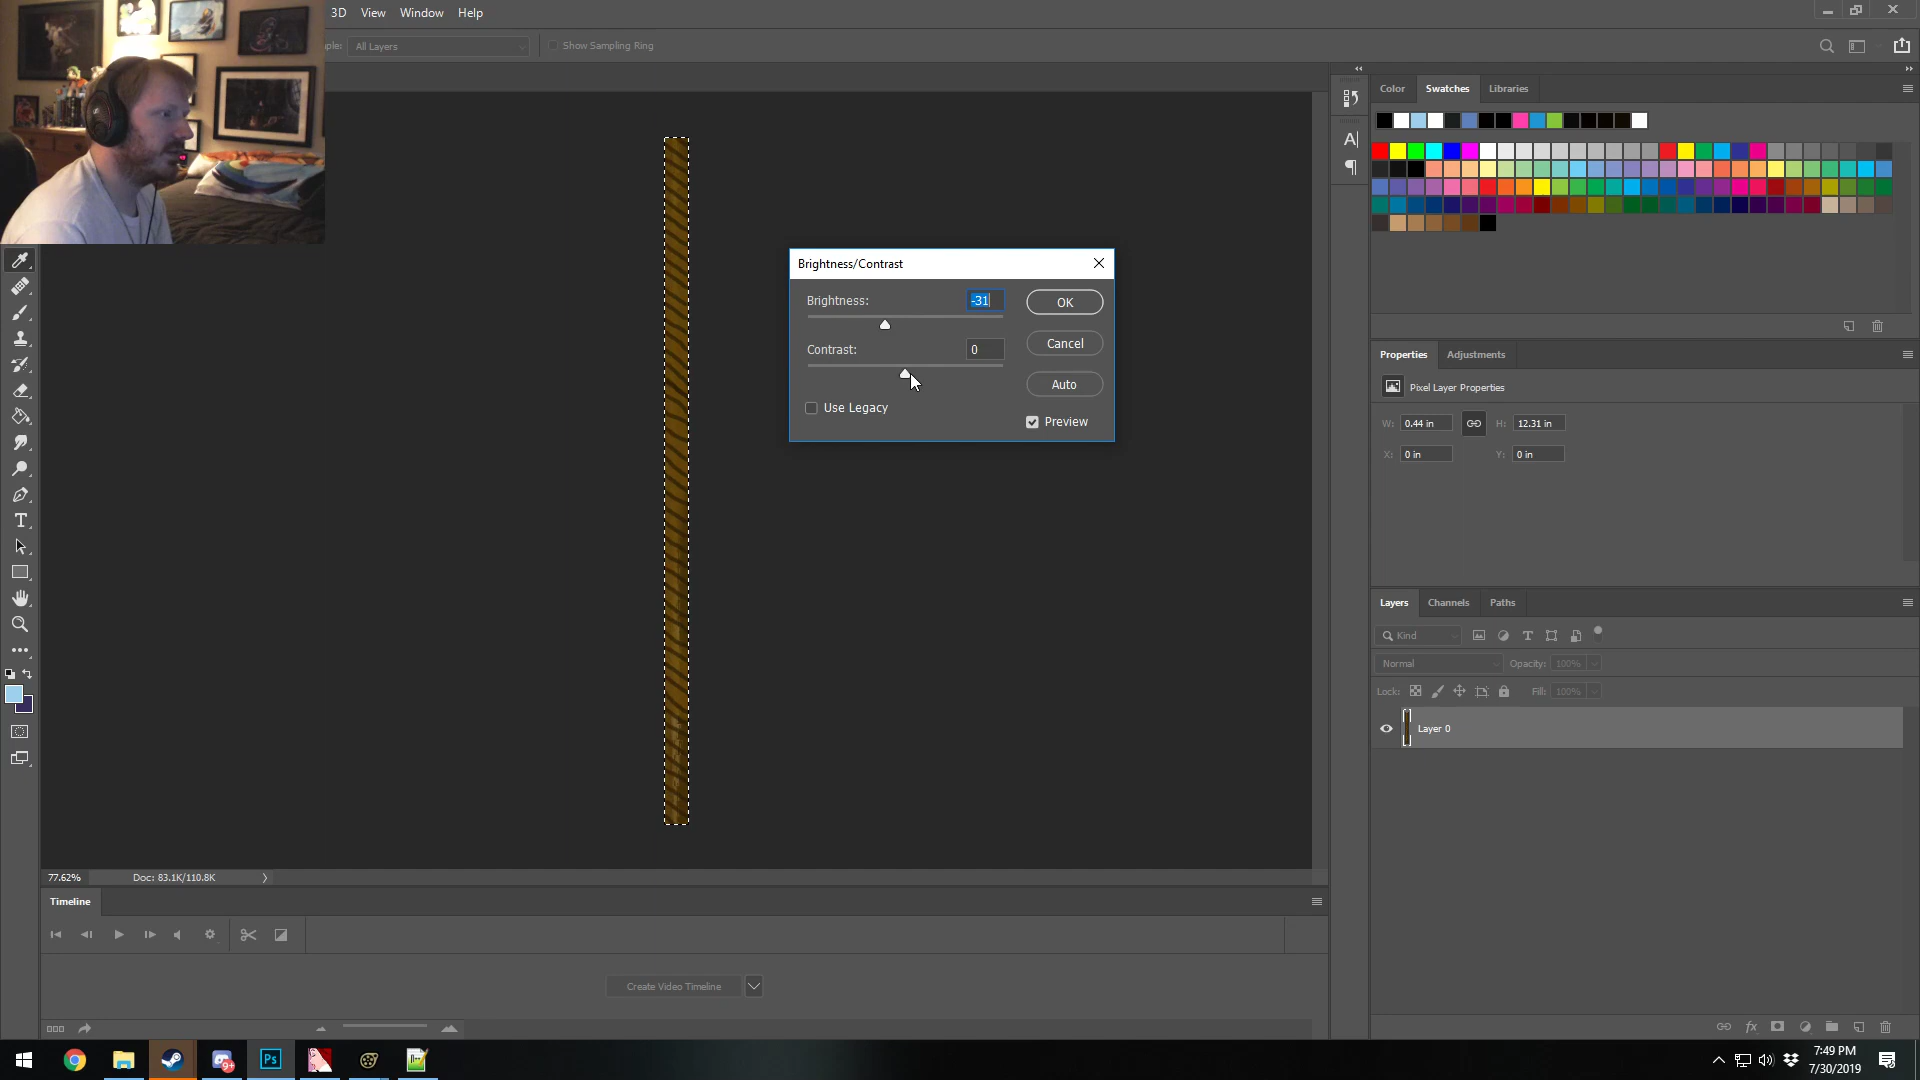 3D View Window Help
All Layers Show Sampling Ring
Color Swatches Libraries
Brightness/Contrast
Brightness: -31 OK
Contrast: 0 Cancel
Auto
Use Legacy
Preview
Properties Adjustments
Pixel Layer Properties
W: 0.44 in H: 12.31 in
X: 0 in Y: 0 in
Layers Channels Paths
Kind
Normal Opacity: 100%
Lock: Fill: 100%
Layer 0
77.62% Doc: 83.1K/110.8K
Timeline
Create Video Timeline
Ps 9+
7:49 PM
7/30/2019